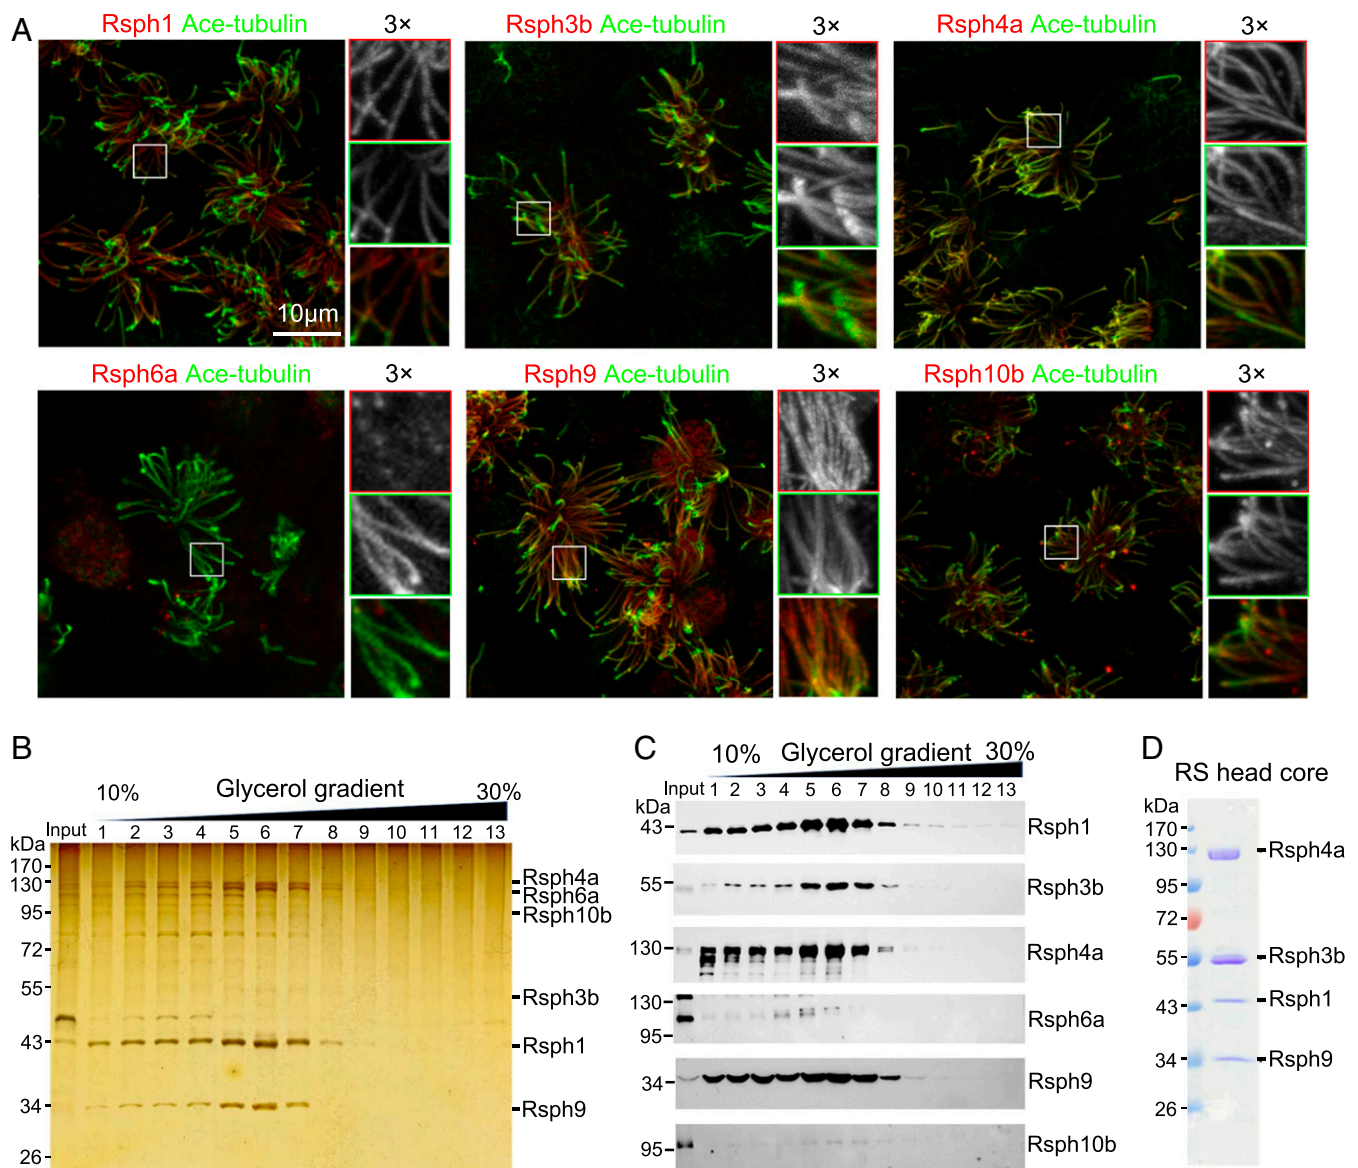 A
Rsph1 Ace-tubulin 3×
Rsph3b Ace-tubulin 3×
Rsph4a Ace-tubulin 3×
10μm
Rsph6a Ace-tubulin 3×
Rsph9 Ace-tubulin 3×
Rsph10b Ace-tubulin 3×
B
10% Glycerol gradient 30%
Input 1 2 3 4 5 6 7 8 9 10 11 12 13
kDa
170
130
95
72
55
43
34
26
Rsph4a
Rsph6a
Rsph10b
Rsph3b
Rsph1
Rsph9
C
10% Glycerol gradient 30%
Input 1 2 3 4 5 6 7 8 9 10 11 12 13
kDa
43 Rsph1
55 Rsph3b
130 Rsph4a
130
95
Rsph6a
34 Rsph9
95 Rsph10b
D
RS head core
kDa
170
130
95
72
55
43
34
26
Rsph4a
Rsph3b
Rsph1
Rsph9